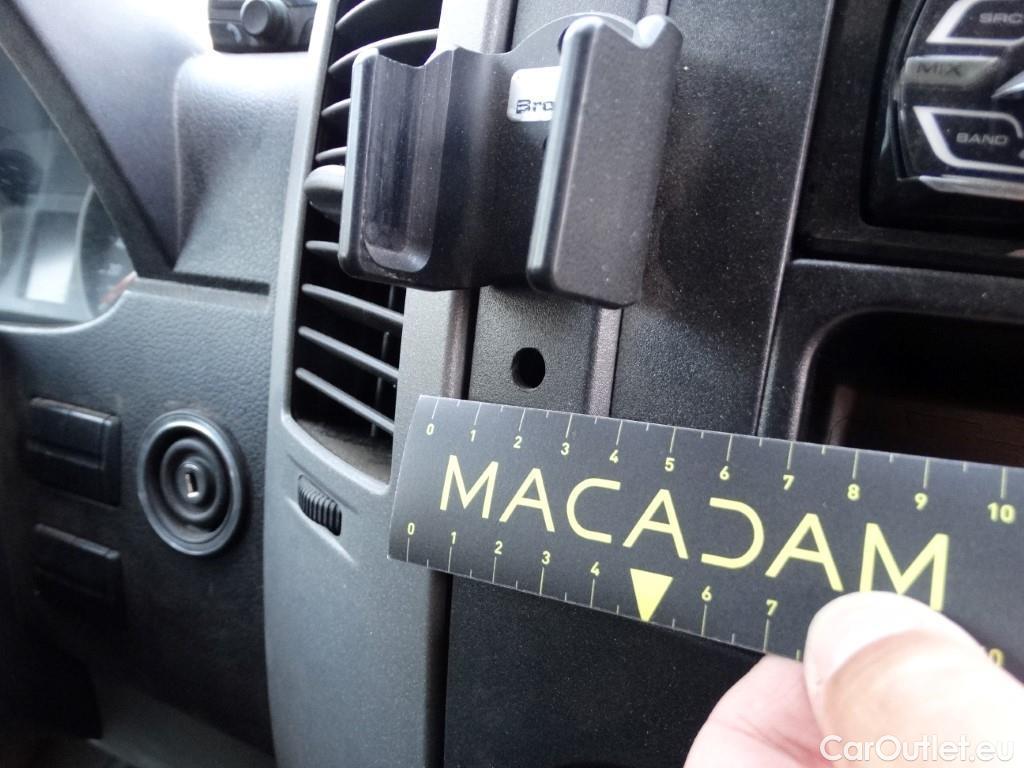 SRC
MIX
BAND
Bro
0 1 2 3 4 5 6 7 8 9 10
MACADAM
0 1 2 3 4 6 7
CarOutlet.eu